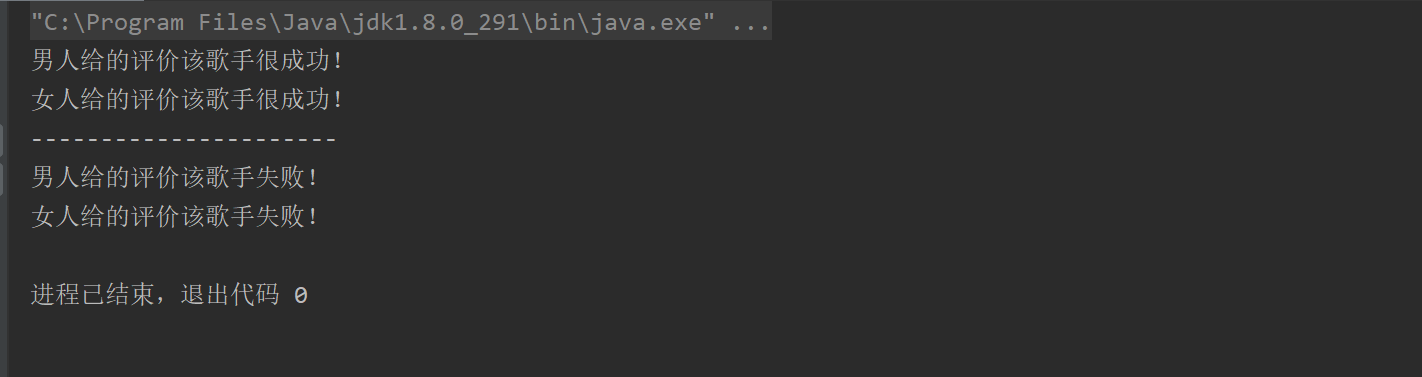 "C:\Program Files\Java\jdk1.8.0_291\bin\java.exe" ...
男人给的评价该歌手很成功！
女人给的评价该歌手很成功！
----------------------
男人给的评价该歌手失败！
女人给的评价该歌手失败！
进程已结束，退出代码 0